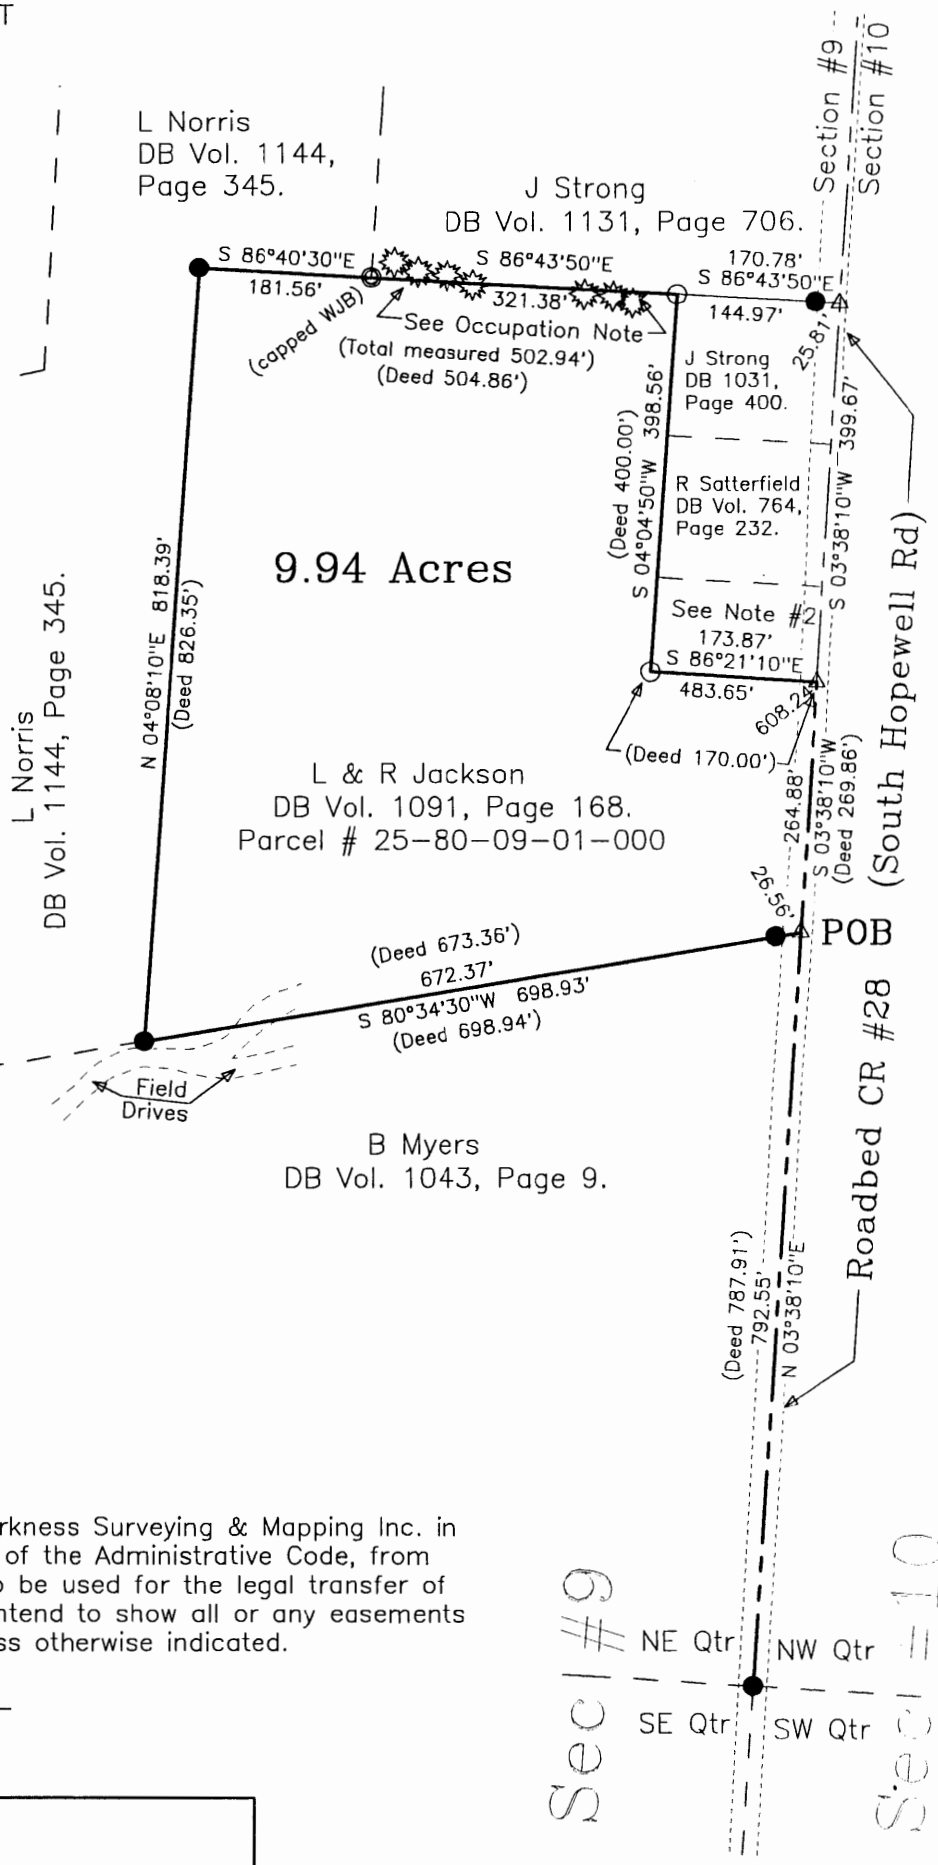 T
L Norris
DB Vol. 1144,
Page 345.
J Strong
DB Vol. 1131, Page 706.
Section #9
Section #10
S 86°40'30"E
181.56'
(capped WJB)
S 86°43'50"E
321.38'
See Occupation Note
(Total measured 502.94')
(Deed 504.86')
170.78'
S 86°43'50"E
144.97'
25.81'
J Strong
DB 1031,
Page 400.
R Satterfield
DB Vol. 764,
Page 232.
See Note #2
173.87'
S 86°21'10"E
483.65'
608.2
(Deed 170.00')
(Deed 400.00')
S 04°04'50"W 398.56'
S 03°38'10"W 399.67'
(South Hopewell Rd)
9.94 Acres
N 04°08'10"E 818.39'
(Deed 826.35')
L Norris
DB Vol. 1144, Page 345.
L & R Jackson
DB Vol. 1091, Page 168.
Parcel # 25-80-09-01-000
264.88'
S 03°38'10"W
(Deed 269.86')
26.56'
POB
(Deed 673.36')
672.37'
S 80°34'30"W 698.93'
(Deed 698.94')
Field
Drives
B Myers
DB Vol. 1043, Page 9.
Roadbed CR #28
(Deed 787.91')
792.55'
N 03°38'10"E
rkness Surveying & Mapping Inc. in
of the Administrative Code, from
o be used for the legal transfer of
ntend to show all or any easements
ss otherwise indicated.
Sec #9
NE Qtr
NW Qtr
SE Qtr
SW Qtr
Sec
10